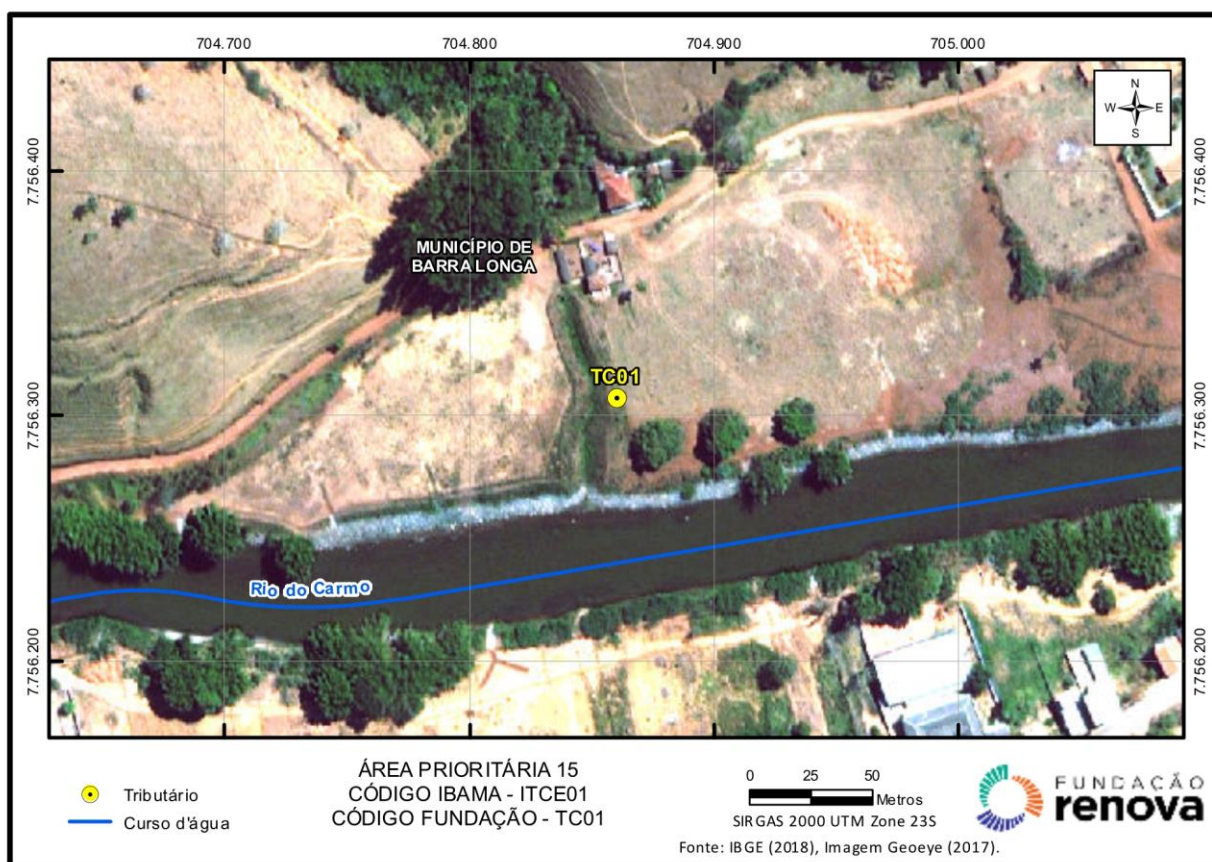 704.700 704.800 704.900 705.000
N
W E
S
7.756.400 7.756.400
MUNICÍPIO DE
BARRA LONGA
TC01
7.756.300 7.756.300
Rio do Carmo
7.756.200 7.756.200
Tributário
Curso d'água
ÁREA PRIORITÁRIA 15
CÓDIGO IBAMA - ITCE01
CÓDIGO FUNDAÇÃO - TC01
0 25 50
Metros
SIRGAS 2000 UTM Zone 23S
Fonte: IBGE (2018), Imagem Geoeye (2017).
FUNDAÇÃO
renova